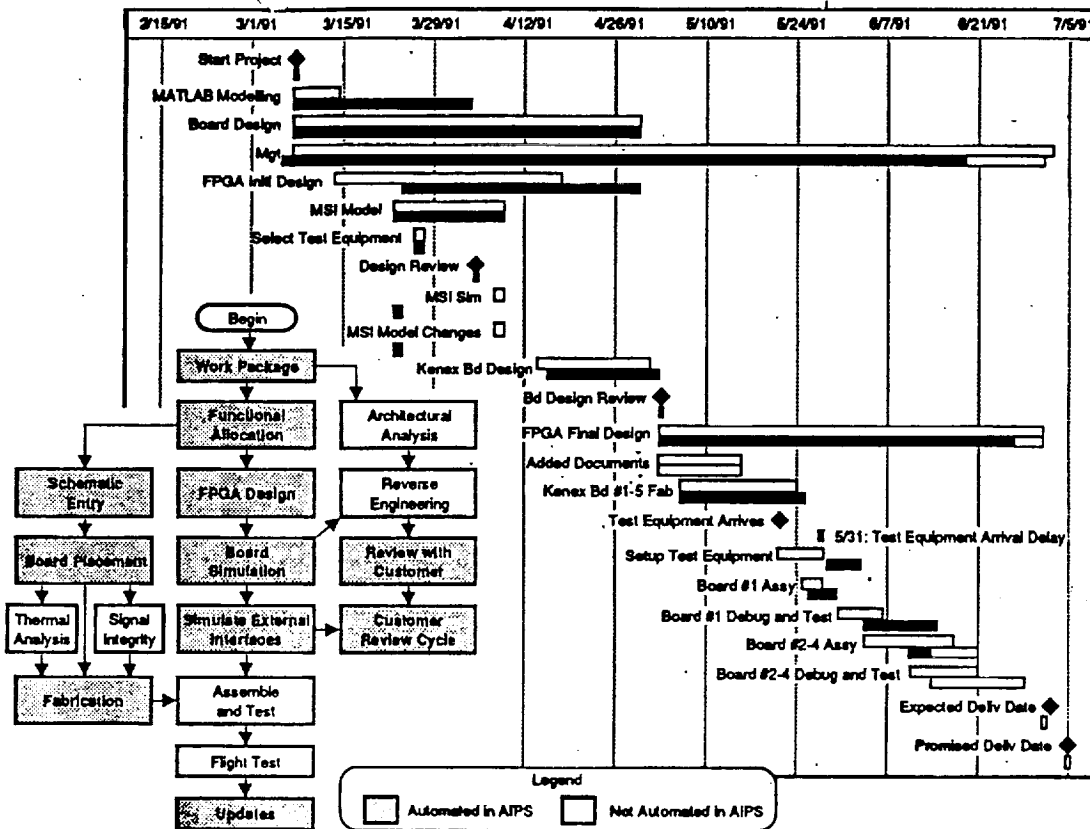 2/15/91 3/1/91 3/15/91 3/29/91 4/12/91 4/26/91 5/10/91 5/24/91 6/7/91 6/21/91 7/5/91
Start Project
MATLAB Modelling
Board Design
Mgt
FPGA Initl Design
MSI Model
Select Test Equipment
Design Review
MSI Sim
MSI Model Changes
Kenex Bd Design
Bd Design Review
FPGA Final Design
Added Documents
Kenex Bd #1-5 Fab
Test Equipment Arrives
5/31: Test Equipment Arrival Delay
Setup Test Equipment
Board #1 Assy
Board #1 Debug and Test
Board #2-4 Assy
Board #2-4 Debug and Test
Expected Deliv Date
Promised Deliv Date
Begin
Work Package
Functional
Allocation
Architectural
Analysis
Schematic
Entry
FPGA Design
Reverse
Engineering
Board Placement
Board
Simulation
Review with
Customer
Thermal
Analysis
Signal
Integrity
Simulate External
Interfaces
Customer
Review Cycle
Fabrication
Assemble
and Test
Flight Test
Updates
Legend
Automated in AIPS
Not Automated in AIPS